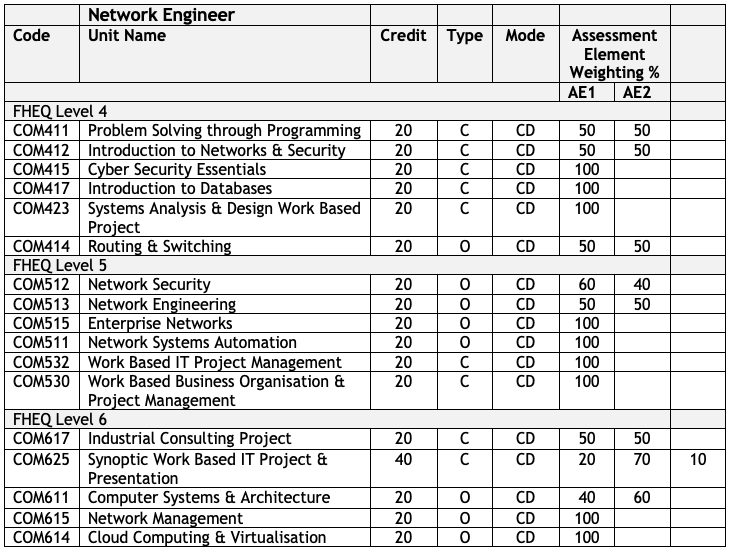 Network Engineer
Code Unit Name Credit Type Mode Assessment
Element
Weighting %
AE1 AE2
FHEQ Level 4
COM411 Problem Solving through Programming 20 C CD 50 50
COM412 Introduction to Networks & Security 20 C CD 50 50
COM415 Cyber Security Essentials 20 C CD 100
COM417 Introduction to Databases 20 C CD 100
COM423 Systems Analysis & Design Work Based 20 C CD 100
Project
COM414 Routing & Switching 20 O CD 50 50
FHEQ Level 5
COM512 Network Security 20 O CD 60 40
COM513 Network Engineering 20 O CD 50 50
COM515 Enterprise Networks 20 O CD 100
COM511 Network Systems Automation 20 O CD 100
COM532 Work Based IT Project Management 20 C CD 100
COM530 Work Based Business Organisation & 20 C CD 100
Project Management
FHEQ Level 6
COM617 Industrial Consulting Project 20 C CD 50 50
COM625 Synoptic Work Based IT Project & 40 C CD 20 70 10
Presentation
COM611 Computer Systems & Architecture 20 O CD 40 60
COM615 Network Management 20 O CD 100
COM614 Cloud Computing & Virtualisation 20 O CD 100